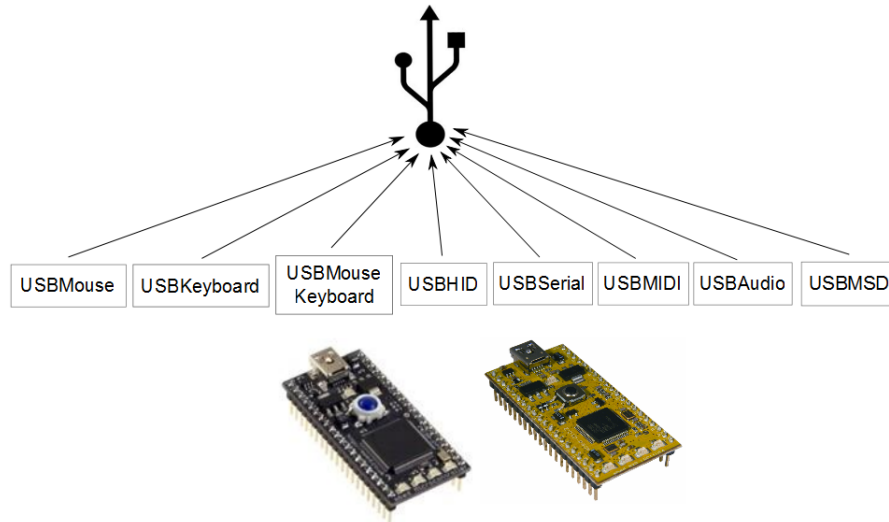 USBMouse
USBKeyboard
USBMouse
Keyboard
USBHID
USBSerial
USBMIDI
USBAudio
USBMSD